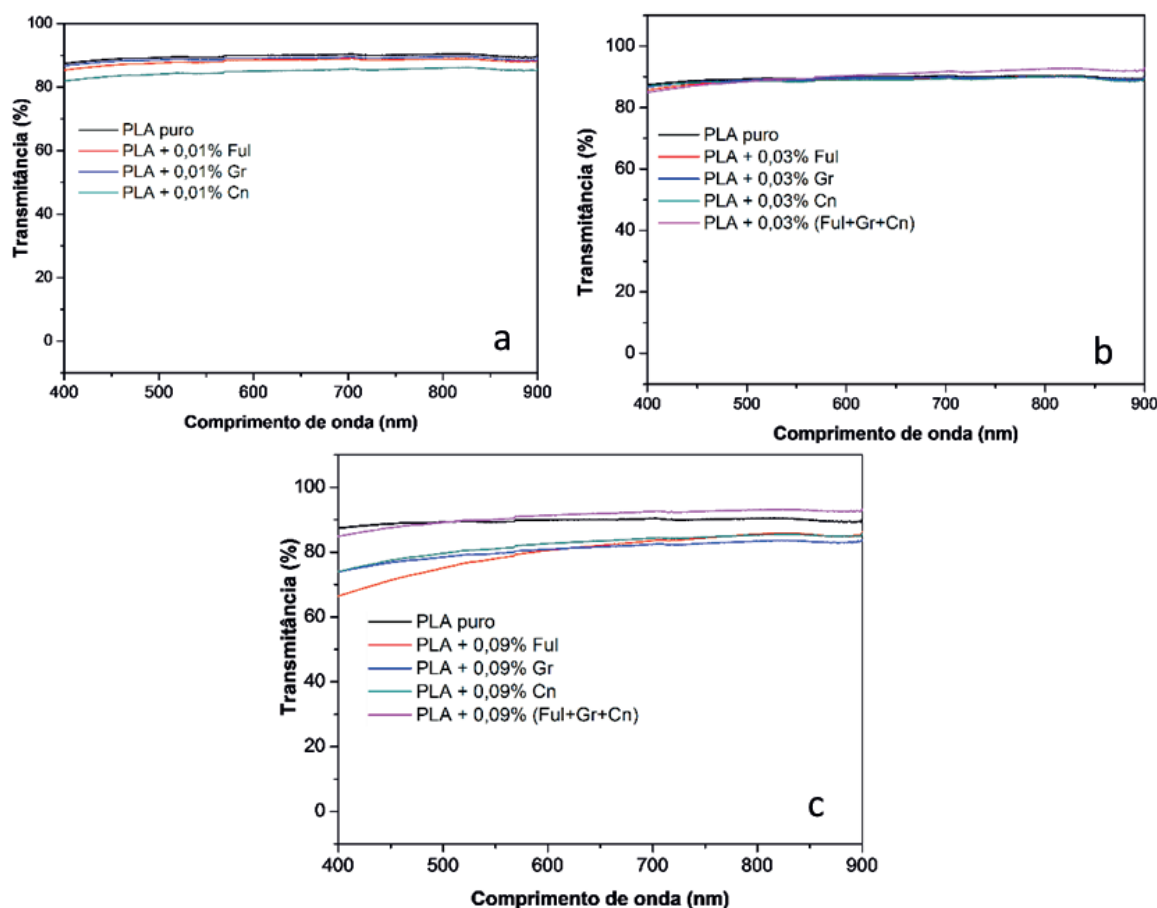 100
80
60
40
20
0
Transmitância (%)
PLA puro
PLA + 0,01% Ful
PLA + 0,01% Gr
PLA + 0,01% Cn
a
400 500 600 700 800 900
Comprimento de onda (nm)
100
80
60
40
20
0
Transmitância (%)
PLA puro
PLA + 0,03% Ful
PLA + 0,03% Gr
PLA + 0,03% Cn
PLA + 0,03% (Ful+Gr+Cn)
b
400 500 600 700 800 900
Comprimento de onda (nm)
100
80
60
40
20
0
Transmitância (%)
PLA puro
PLA + 0,09% Ful
PLA + 0,09% Gr
PLA + 0,09% Cn
PLA + 0,09% (Ful+Gr+Cn)
c
400 500 600 700 800 900
Comprimento de onda (nm)